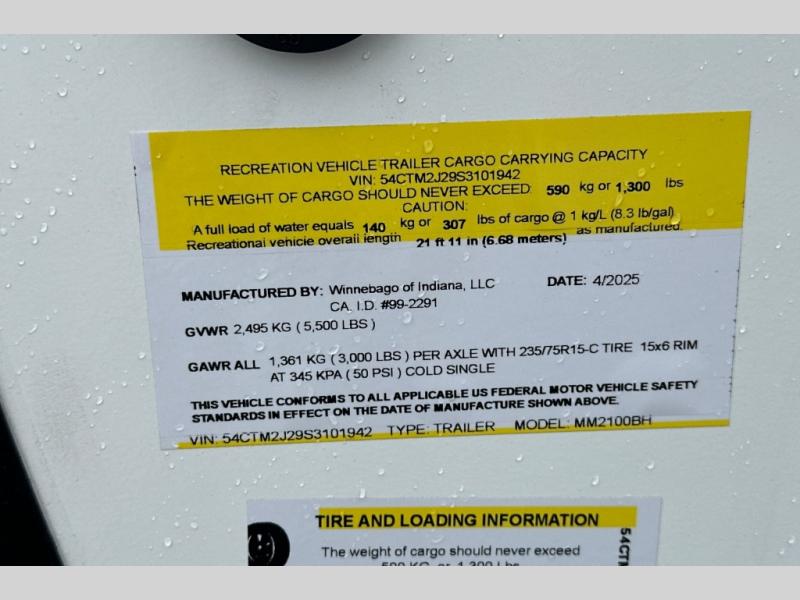 RECREATION VEHICLE TRAILER CARGO CARRYING CAPACITY
VIN: 54CTM2J29S3101942
THE WEIGHT OF CARGO SHOULD NEVER EXCEED: 590 kg or 1,300 lbs
CAUTION:
A full load of water equals 140 kg or 307 lbs of cargo @ 1 kg/L (8.3 lb/gal)
Recreational vehicle overall length 21 ft 11 in (6.68 meters) as manufactured.
MANUFACTURED BY: Winnebago of Indiana, LLC DATE: 4/2025
CA. I.D. #99-2291
GVWR 2,495 KG ( 5,500 LBS )
GAWR ALL 1,361 KG ( 3,000 LBS ) PER AXLE WITH 235/75R15-C TIRE 15x6 RIM
AT 345 KPA ( 50 PSI ) COLD SINGLE
THIS VEHICLE CONFORMS TO ALL APPLICABLE US FEDERAL MOTOR VEHICLE SAFETY
STANDARDS IN EFFECT ON THE DATE OF MANUFACTURE SHOWN ABOVE.
VIN: 54CTM2J29S3101942 TYPE: TRAILER MODEL: MM2100BH
TIRE AND LOADING INFORMATION
The weight of cargo should never exceed
590 KG or 1,300 Lbs
54CTM